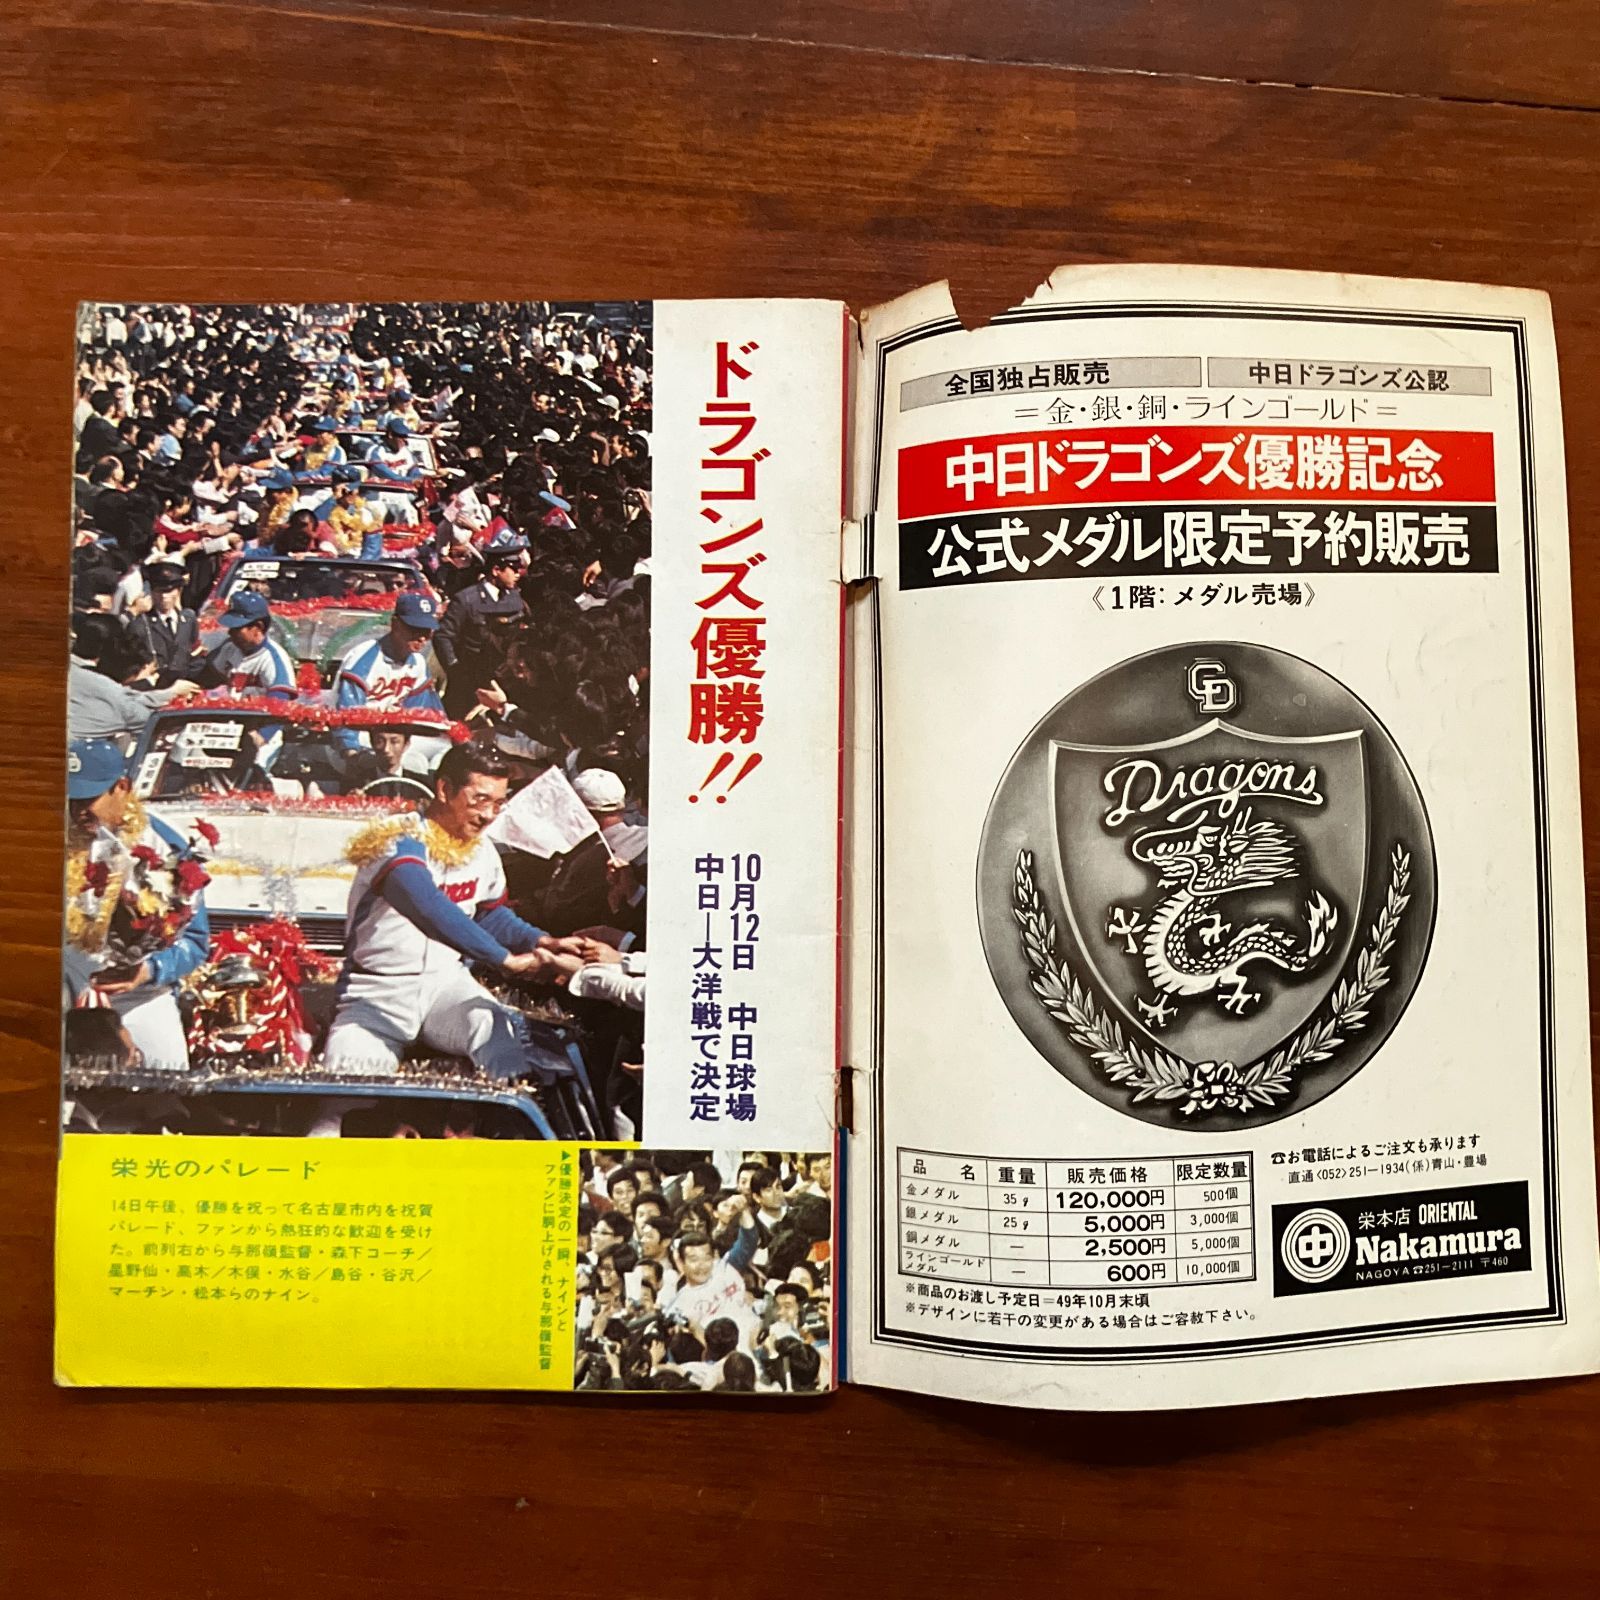 ドラゴンズ優勝!!
10月12日 中日球場
中日―大洋戦で決定
栄光のパレード
14日午後、優勝を祝って名古屋市内を祝賀
パレード、ファンから熱狂的な歓迎を受け
た。前列右から与那嶺監督・森下コーチ／
星野仙・高木／木俣・水谷／島谷・谷沢／
マーチン・松本らのナイン。
▶優勝決定の一瞬、ナインと
ファンに胴上げされる与那嶺監督
全国独占販売
中日ドラゴンズ公認
=金・銀・銅・ラインゴールド=
中日ドラゴンズ優勝記念
公式メダル限定予約販売
《1階: メダル売場》
CD
Dragons
品 名 重量 販売価格 限定数量
金メダル 35g 120,000円 500個
銀メダル 25g 5,000円 3,000個
銅メダル — 2,500円 5,000個
ラインゴールドメダル — 600円 10,000個
※商品のお渡し予定日=49年10月末頃
※デザインに若干の変更がある場合はご容赦下さい。
☎お電話によるご注文も承ります
直通〈052〉251-1934(係)青山・豊場
中
栄本店 ORIENTAL
Nakamura
NAGOYA ☎251-2111 〒460